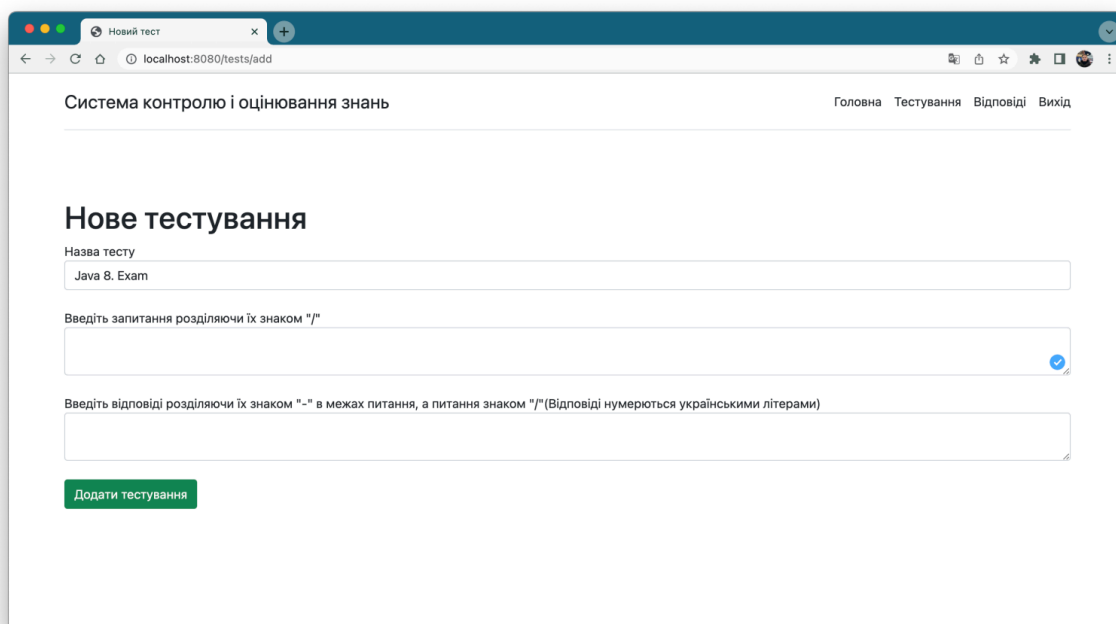 Новий тест
localhost:8080/tests/add
Система контролю і оцінювання знань
Головна Тестування Відповіді Вихід
Нове тестування
Назва тесту
Java 8. Exam
Введіть запитання розділяючи їх знаком "/"
Введіть відповіді розділяючи їх знаком "-" в межах питання, а питання знаком "/"(Відповіді нумерються українськими літерами)
Додати тестування